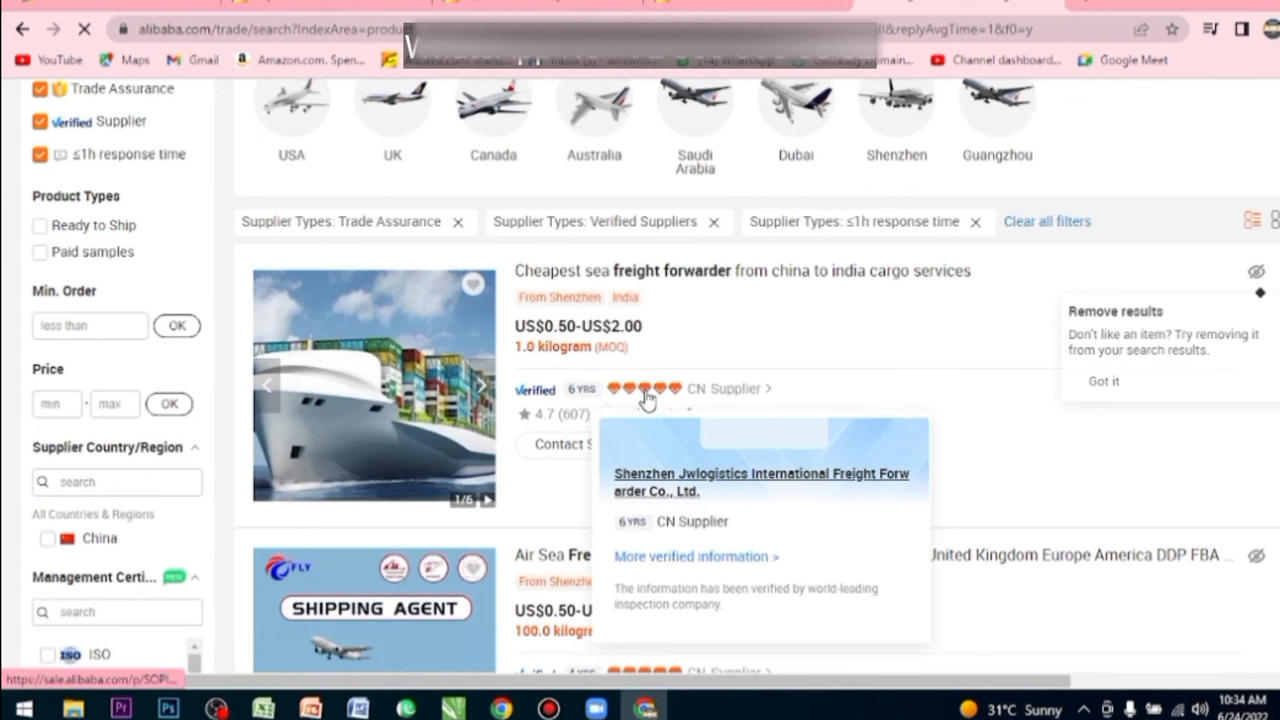 alibaba.com/trade/search?IndexArea=produc
ll&replyAvgTime=1&f0=y
V
YouTube
Maps
Gmail
Amazon.com. Spen...
Channel dashboard...
Google Meet
Trade Assurance
Verified Supplier
≤1h response time
USA
UK
Canada
Australia
Saudi
Arabia
Dubai
Shenzhen
Guangzhou
Product Types
Ready to Ship
Paid samples
Min. Order
less than
OK
Price
min
-
max
OK
Supplier Country/Region
search
All Countries & Regions
China
Management Certi...
search
ISO ISO
Supplier Types: Trade Assurance
Supplier Types: Verified Suppliers
Supplier Types: ≤1h response time
Clear all filters
Cheapest sea freight forwarder from china to india cargo services
From Shenzhen India
US$0.50-US$2.00
1.0 kilogram (MOQ)
Verified 6 YRS CN Supplier >
4.7 (607)
Contact S
1/6
Remove results
Don't like an item? Try removing it
from your search results.
Got it
Shenzhen Jwlogistics International Freight Forw
arder Co., Ltd.
6 YRS CN Supplier
More verified information >
The information has been verified by world-leading
inspection company.
FLY
SHIPPING AGENT
Air Sea Fre
United Kingdom Europe America DDP FBA ...
From Shenzhe
US$0.50-U
100.0 kilogr
CN Supplier
https://sale.alibaba.com/p/SOPI...
Pr
Ps
31°C Sunny
10:34 AM
6/24/2022